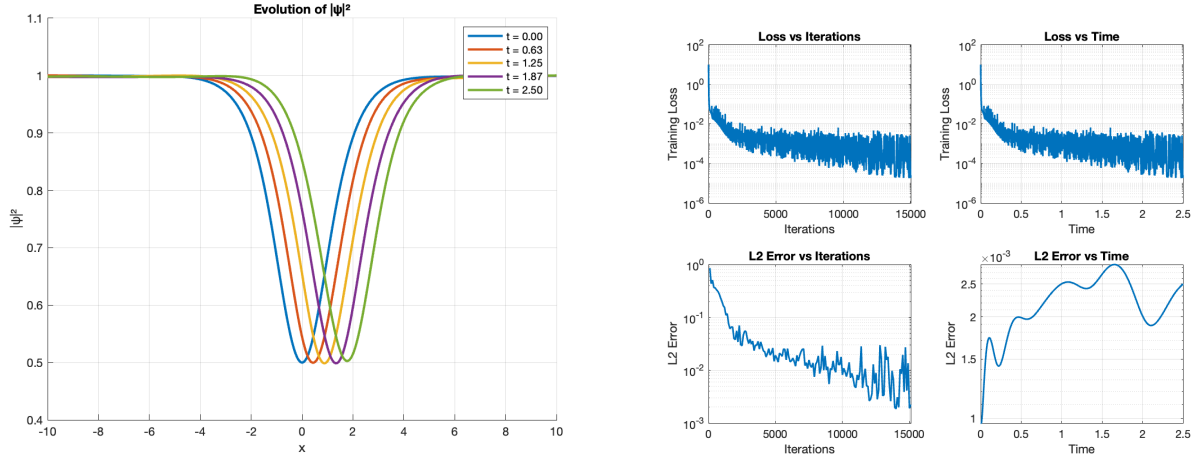 Evolution of |ψ|²
1.1
1
0.9
0.8
0.7
0.6
0.5
0.4
|ψ|²
-10 -8 -6 -4 -2 0 2 4 6 8 10
x
t = 0.00
t = 0.63
t = 1.25
t = 1.87
t = 2.50
Loss vs Iterations
10²
10⁰
10⁻²
10⁻⁴
10⁻⁶
Training Loss
0 5000 10000 15000
Iterations
Loss vs Time
10²
10⁰
10⁻²
10⁻⁴
10⁻⁶
Training Loss
0 0.5 1 1.5 2 2.5
Time
L2 Error vs Iterations
10⁰
10⁻¹
10⁻²
10⁻³
L2 Error
0 5000 10000 15000
Iterations
× 10⁻³
L2 Error vs Time
2.5
2
1.5
1
L2 Error
0 0.5 1 1.5 2 2.5
Time